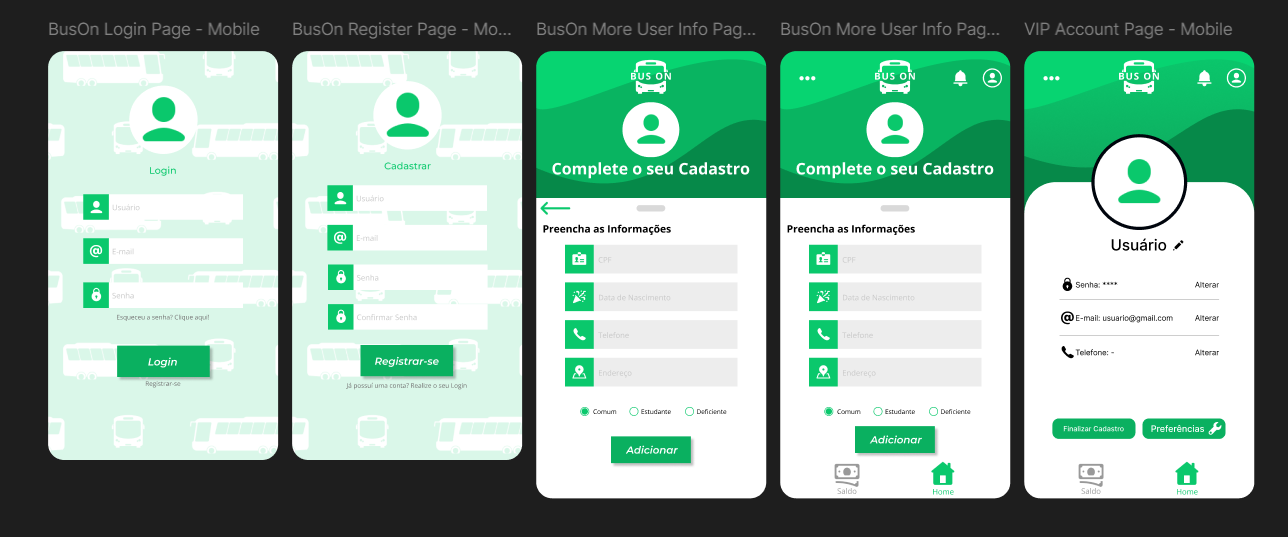 BusOn Login Page - Mobile
Login
Usuário
E-mail
Senha
Esqueceu a senha? Clique aqui!
Login
Registrar-se
BusOn Register Page - Mo...
Cadastrar
Usuário
E-mail
Senha
Confirmar Senha
Registrar-se
Já possuí uma conta? Realize o seu Login
BusOn More User Info Pag...
BUS ON
Complete o seu Cadastro
Preencha as Informações
CPF
Data de Nascimento
Telefone
Endereço
Comum Estudante Deficiente
Adicionar
BusOn More User Info Pag...
BUS ON
Complete o seu Cadastro
Preencha as Informações
CPF
Data de Nascimento
Telefone
Endereço
Comum Estudante Deficiente
Adicionar
Saldo Home
VIP Account Page - Mobile
BUS ON
Usuário
Senha: **** Alterar
E-mail: usuario@gmail.com Alterar
Telefone: - Alterar
Finalizar Cadastro Preferências
Saldo Home